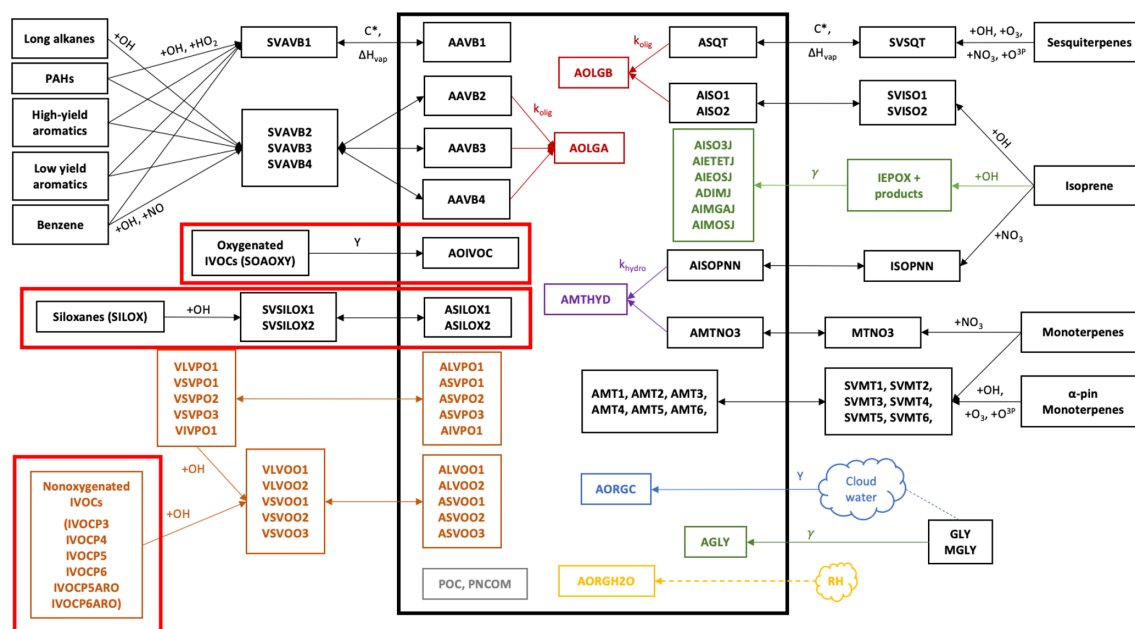 Long alkanes
PAHs
High-yield
aromatics
Low yield
aromatics
Benzene
+OH
+OH, +HO₂
+OH, +NO
SVAVB1
SVAVB2
SVAVB3
SVAVB4
C*,
ΔHvap
AAVB1
AAVB2
AAVB3
AAVB4
kolig
AOLGA
Oxygenated
IVOCs (SOAOXY)
Y
AOIVOC
Siloxanes (SILOX)
+OH
SVSILOX1
SVSILOX2
ASILOX1
ASILOX2
VLVPO1
VSVPO1
VSVPO2
VSVPO3
VIVPO1
ALVPO1
ASVPO1
ASVPO2
ASVPO3
AIVPO1
+OH
Nonoxygenated
IVOCs
(IVOCP3
IVOCP4
IVOCP5
IVOCP6
IVOCP5ARO
IVOCP6ARO)
+OH
VLVOO1
VLVOO2
VSVOO1
VSVOO2
VSVOO3
ALVOO1
ALVOO2
ASVOO1
ASVOO2
ASVOO3
POC, PNCOM
AOLGB
kolig
ASQT
C*,
ΔHvap
SVSQT
+OH, +O₃,
+NO₃, +O³ᴾ
Sesquiterpenes
AISO1
AISO2
SVISO1
SVISO2
+OH
AISO3J
AIETETJ
AIEOSJ
ADIMJ
AIMGAJ
AIMOSJ
γ
IEPOX +
products
+OH
Isoprene
+NO₃
khydro
AISOPNN
ISOPNN
AMTHYD
AMTNO3
MTNO3
+NO₃
Monoterpenes
AMT1, AMT2, AMT3,
AMT4, AMT5, AMT6,
SVMT1, SVMT2,
SVMT3, SVMT4,
SVMT5, SVMT6,
+OH,
+O₃, +O³ᴾ
α-pin
Monoterpenes
AORGC
Y
Cloud
water
AGLY
γ
GLY
MGLY
AORGH2O
RH